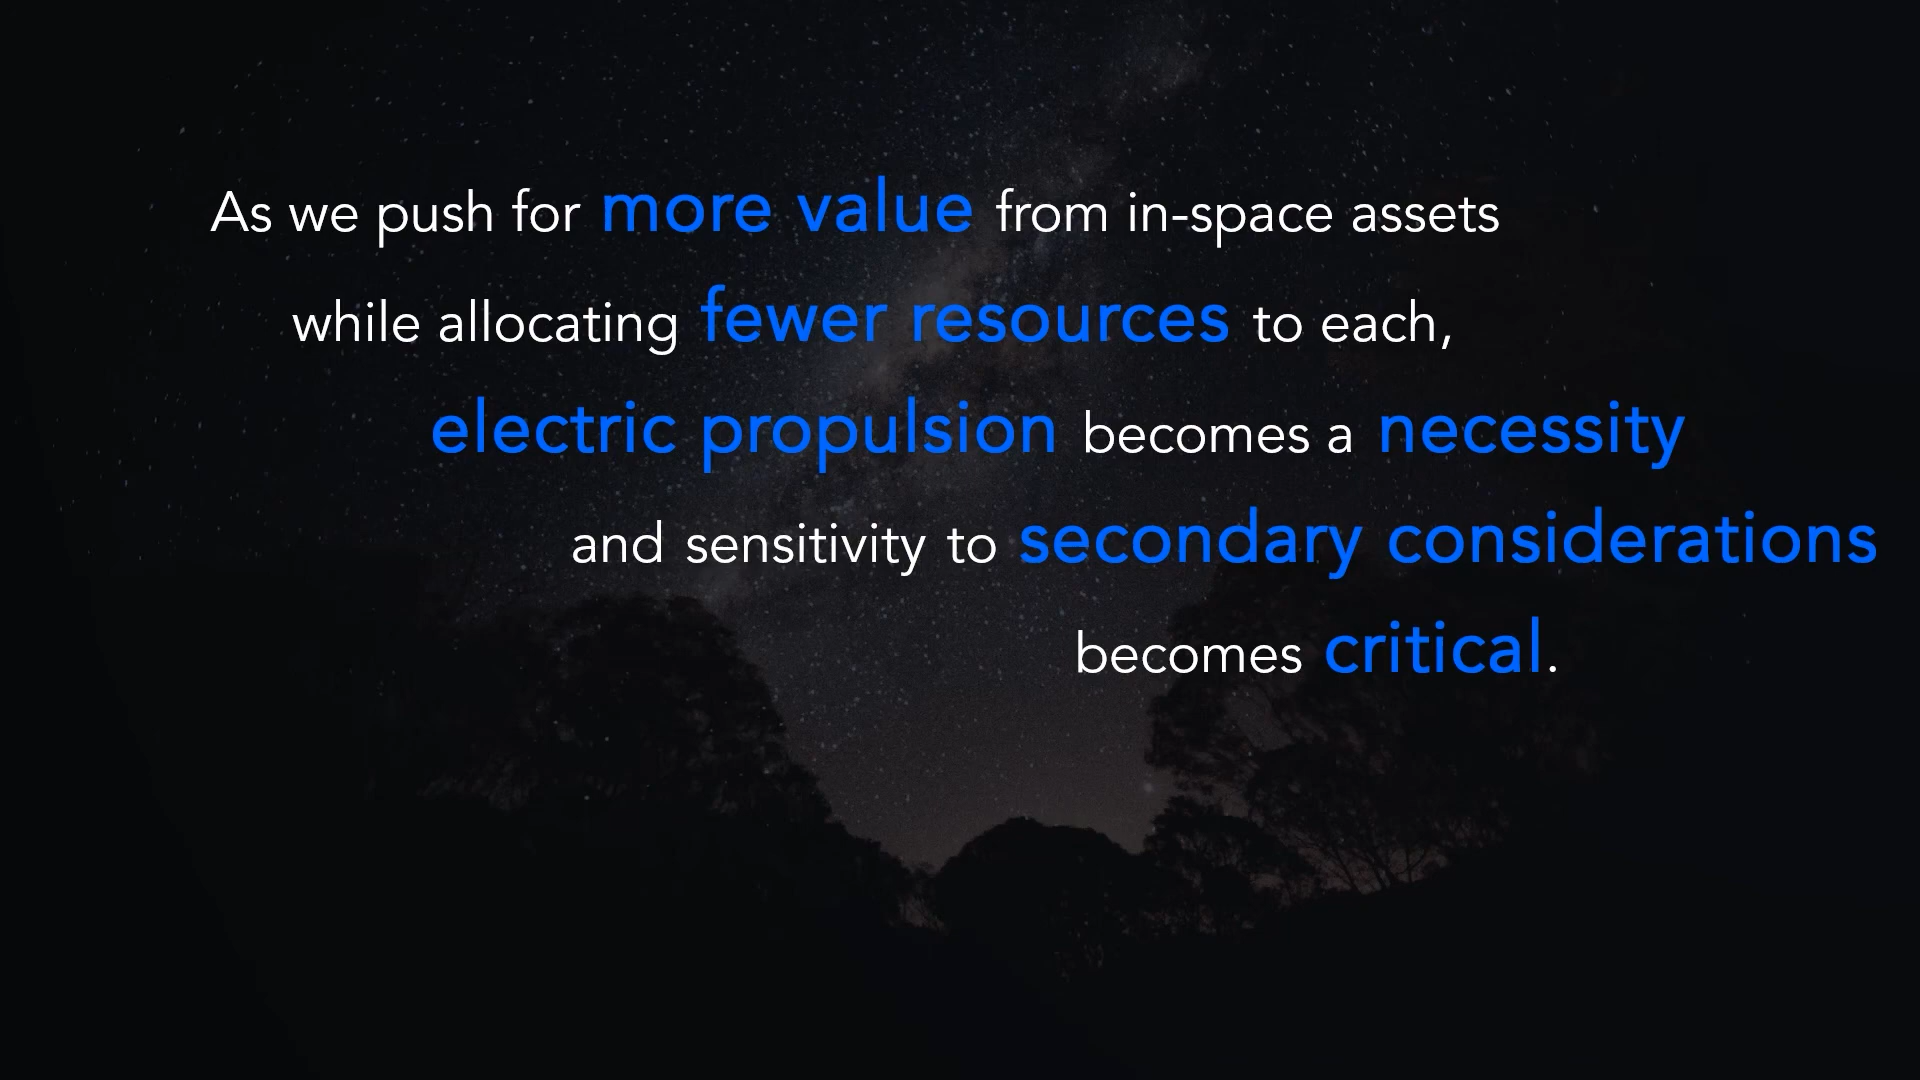 As we push for more value from in-space assets
while allocating fewer resources to each,
electric propulsion becomes a necessity
and sensitivity to secondary considerations
becomes critical.